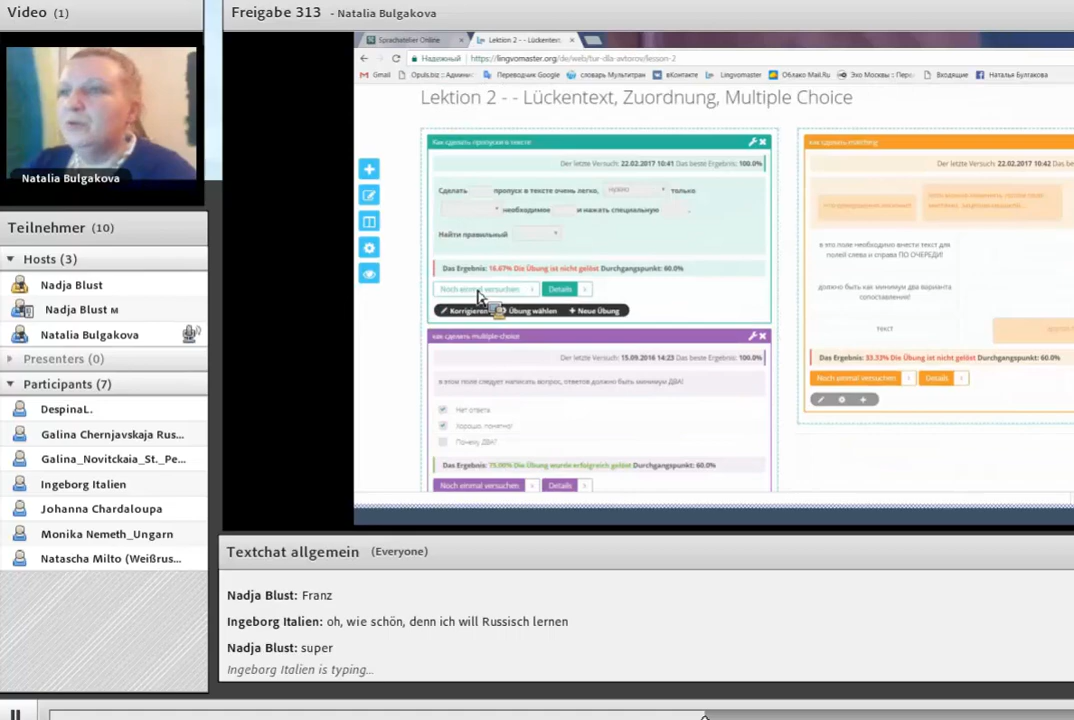 Video (1)
Natalia Bulgakova
Teilnehmer (10)
Hosts (3)
Nadja Blust
Nadja Blust м
Natalia Bulgakova
Presenters (0)
Participants (7)
DespinaL.
Galina Chernjavskaja Rus...
Galina_Novitckaia_St._Pe...
Ingeborg Italien
Johanna Chardaloupa
Monika Nemeth_Ungarn
Natascha Milto (Weißrus...
Freigabe 313 - Natalia Bulgakova
Sprachatelier Online
Lektion 2 - - Lückentext,
Надежный https://lingvomaster.org/de/web/tur-dla-avtorov/lesson-2
Gmail Opuls.biz :: Админ Переводчик Google словарь Мультитран вКонтакте Lingvomaster Облако Mail.Ru Эхо Москвы :: Пер Входящие Наталья Булгакова
Lektion 2 - - Lückentext, Zuordnung, Multiple Choice
Как сделать пропуски в тексте
Der letzte Versuch: 22.02.2017 10:41 Das beste Ergebnis: 100.0%
Сделать пропуск в тексте очень легко, нужно только
необходимое и нажать специальную .
Найти правильный
Das Ergebnis: 16.67% Die Übung ist nicht gelöst Durchgangspunkt: 60.0%
Noch einmal versuchen Details
Korrigieren Übung wählen Neue Übung
как сделать multiple-choice
Der letzte Versuch: 15.09.2016 14:23 Das beste Ergebnis: 100.0%
в этом поле следует написать вопрос, ответов должно быть минимум ДВА!
Нет ответа
Хорошо, понятно!
Почему ДВА?
Das Ergebnis: 75.00% Die Übung wurde erfolgreich gelöst Durchgangspunkt: 60.0%
Noch einmal versuchen Details
как сделать matching
Der letzte Versuch: 22.02.2017 10:42 Das beste
в это поле необходимо внести текст для
полей слева и справа ПО ОЧЕРЕДИ!
должно быть как минимум два варианта
сопоставления!
текст
Das Ergebnis: 33.33% Die Übung ist nicht gelöst Durchgangspunkt: 60.0%
Noch einmal versuchen Details
Textchat allgemein (Everyone)
Nadja Blust: Franz
Ingeborg Italien: oh, wie schön, denn ich will Russisch lernen
Nadja Blust: super
Ingeborg Italien is typing...